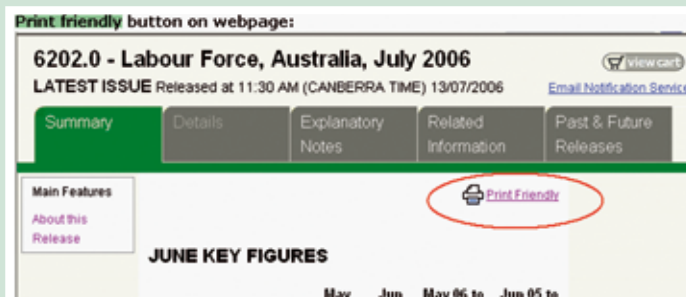 Print friendly button on webpage:
6202.0 - Labour Force, Australia, July 2006
view cart
LATEST ISSUE Released at 11:30 AM (CANBERRA TIME) 13/07/2006
Email Notification Service
Summary
Details
Explanatory
Notes
Related
Information
Past & Future
Releases
Main Features
About this
Release
Print Friendly
JUNE KEY FIGURES
May Jun May 06 to Jun 05 to